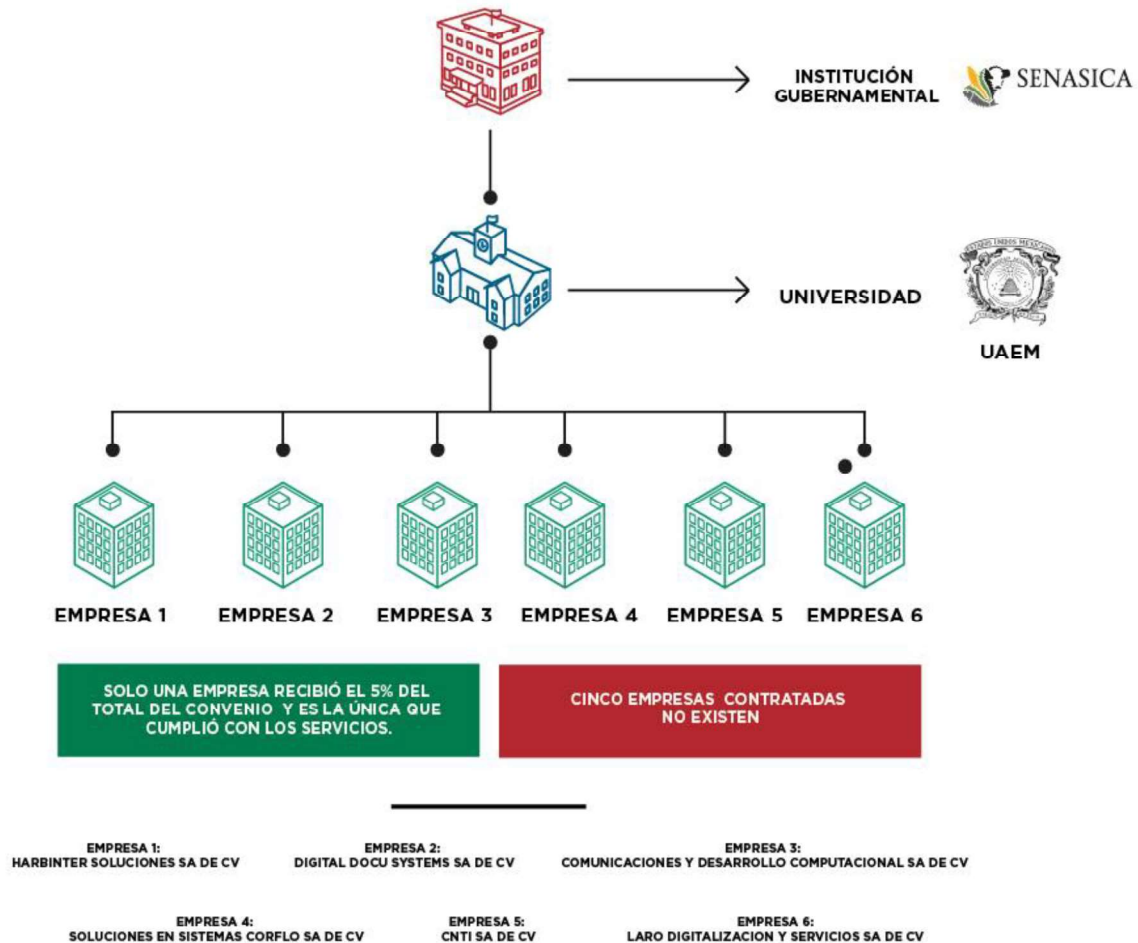 INSTITUCIÓN
GUBERNAMENTAL
SENASICA
UNIVERSIDAD
UAEM
EMPRESA 1
EMPRESA 2
EMPRESA 3
EMPRESA 4
EMPRESA 5
EMPRESA 6
SOLO UNA EMPRESA RECIBIÓ EL 5% DEL
TOTAL DEL CONVENIO Y ES LA ÚNICA QUE
CUMPLIÓ CON LOS SERVICIOS.
CINCO EMPRESAS CONTRATADAS
NO EXISTEN
EMPRESA 1:
HARBINTER SOLUCIONES SA DE CV
EMPRESA 2:
DIGITAL DOCU SYSTEMS SA DE CV
EMPRESA 3:
COMUNICACIONES Y DESARROLLO COMPUTACIONAL SA DE CV
EMPRESA 4:
SOLUCIONES EN SISTEMAS CORFLO SA DE CV
EMPRESA 5:
CNTI SA DE CV
EMPRESA 6:
LARO DIGITALIZACION Y SERVICIOS SA DE CV